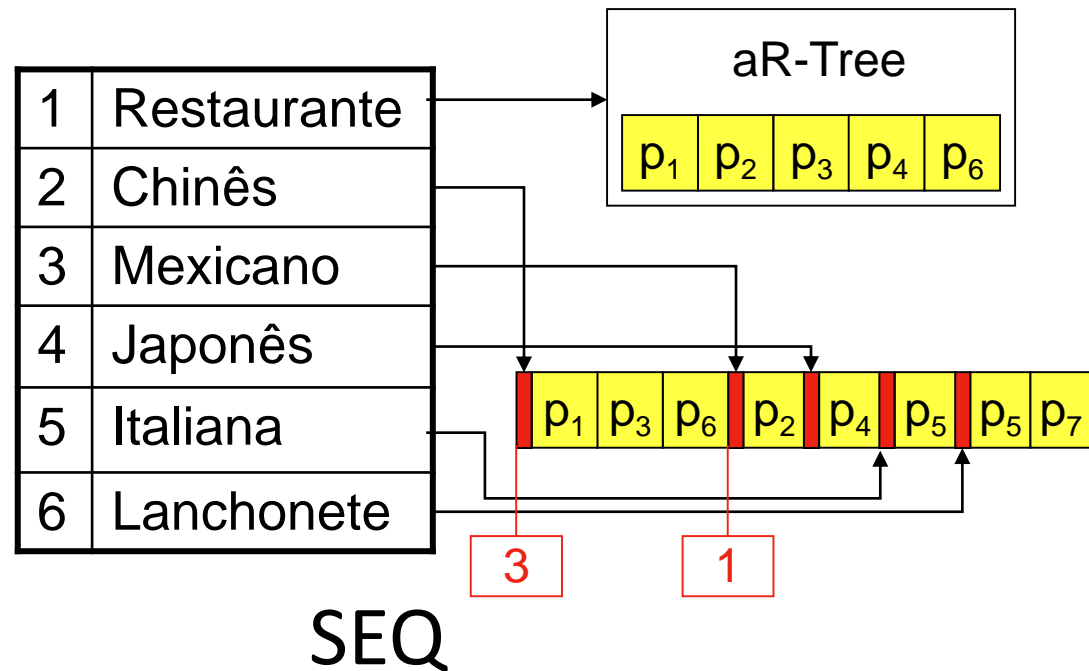 aR-Tree
p₁ p₂ p₃ p₄ p₆
1 Restaurante
2 Chinês
3 Mexicano
4 Japonês
5 Italiana
6 Lanchonete
p₁ p₃ p₆ p₂ p₄ p₅ p₅ p₇
3 1
SEQ